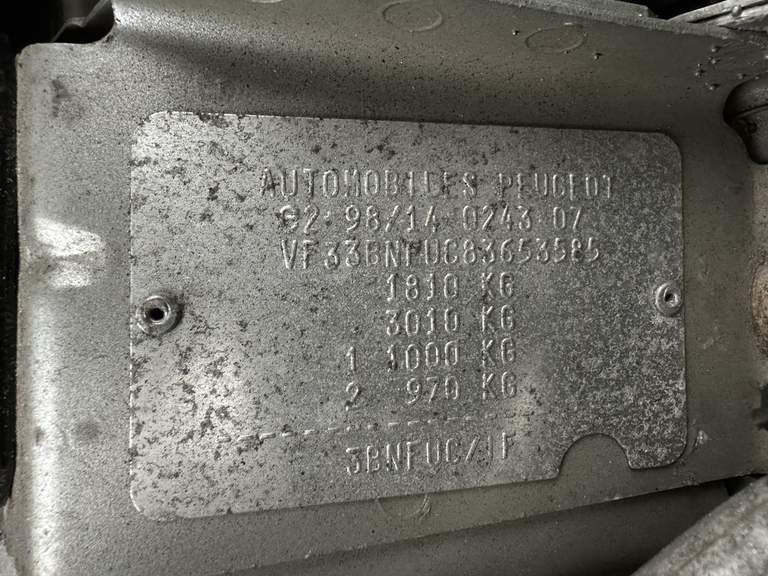 AUTOMOBILES PEUGEOT
e2*98/14*0243*07
VF33BNFUC83653585
1810 KG
3010 KG
1 1000 KG
2 970 KG
3BNFUC/IF